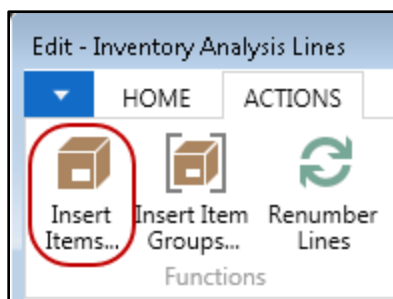 Edit - Inventory Analysis Lines
HOME ACTIONS
Insert Items...
Insert Item Groups...
Renumber Lines
Functions